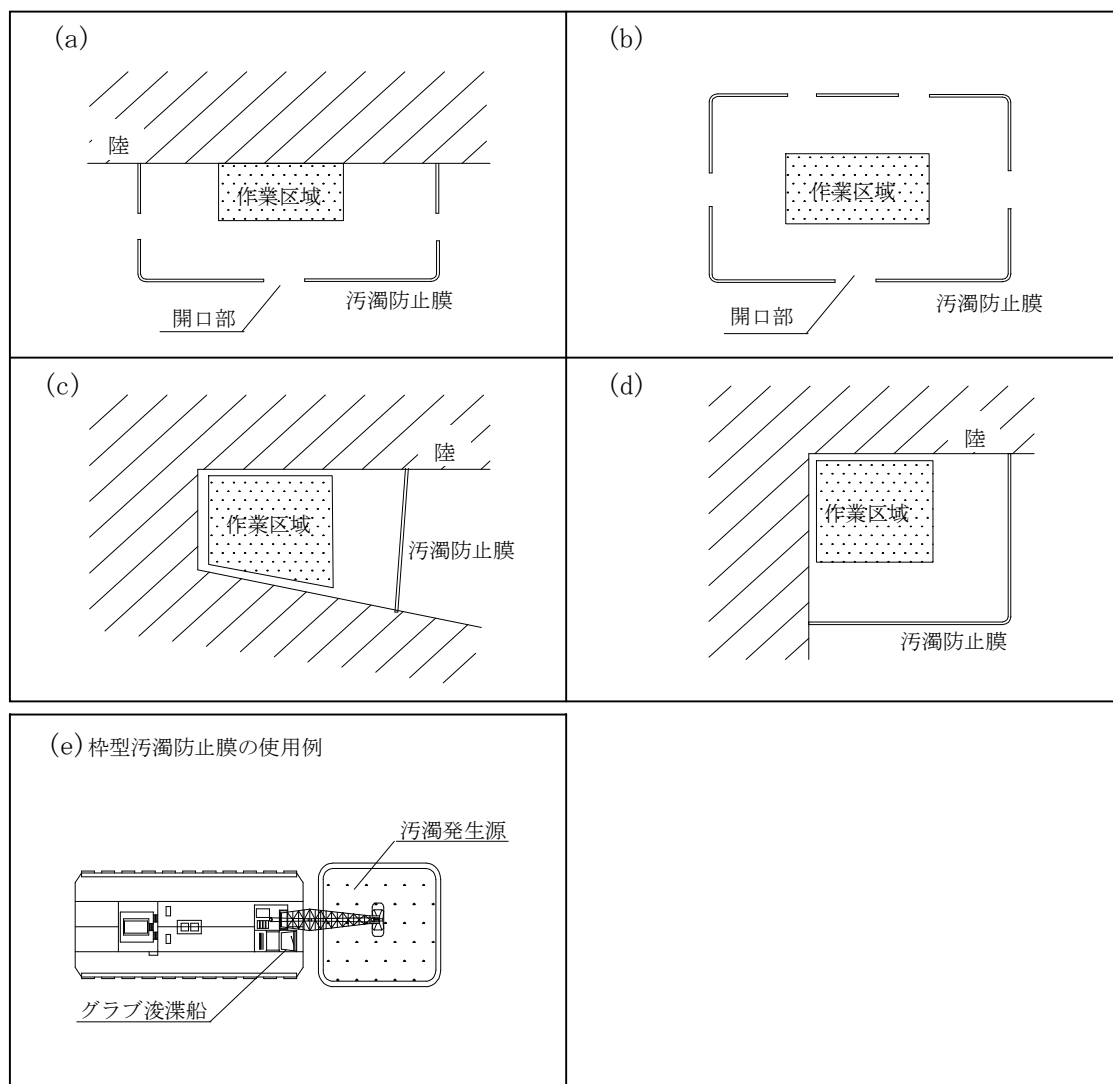 (a)
陸
作業区域
汚濁防止膜
開口部
(b)
作業区域
汚濁防止膜
開口部
(c)
陸
作業区域
汚濁防止膜
(d)
陸
作業区域
汚濁防止膜
(e)枠型汚濁防止膜の使用例
汚濁発生源
グラブ浚渫船